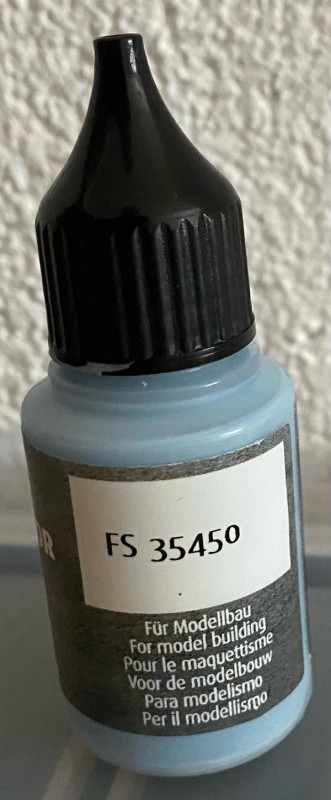 FS 35450
Für Modellbau
For model building
Pour le maquettisme
Voor de modelbouw
Para modelismo
Per il modellismo